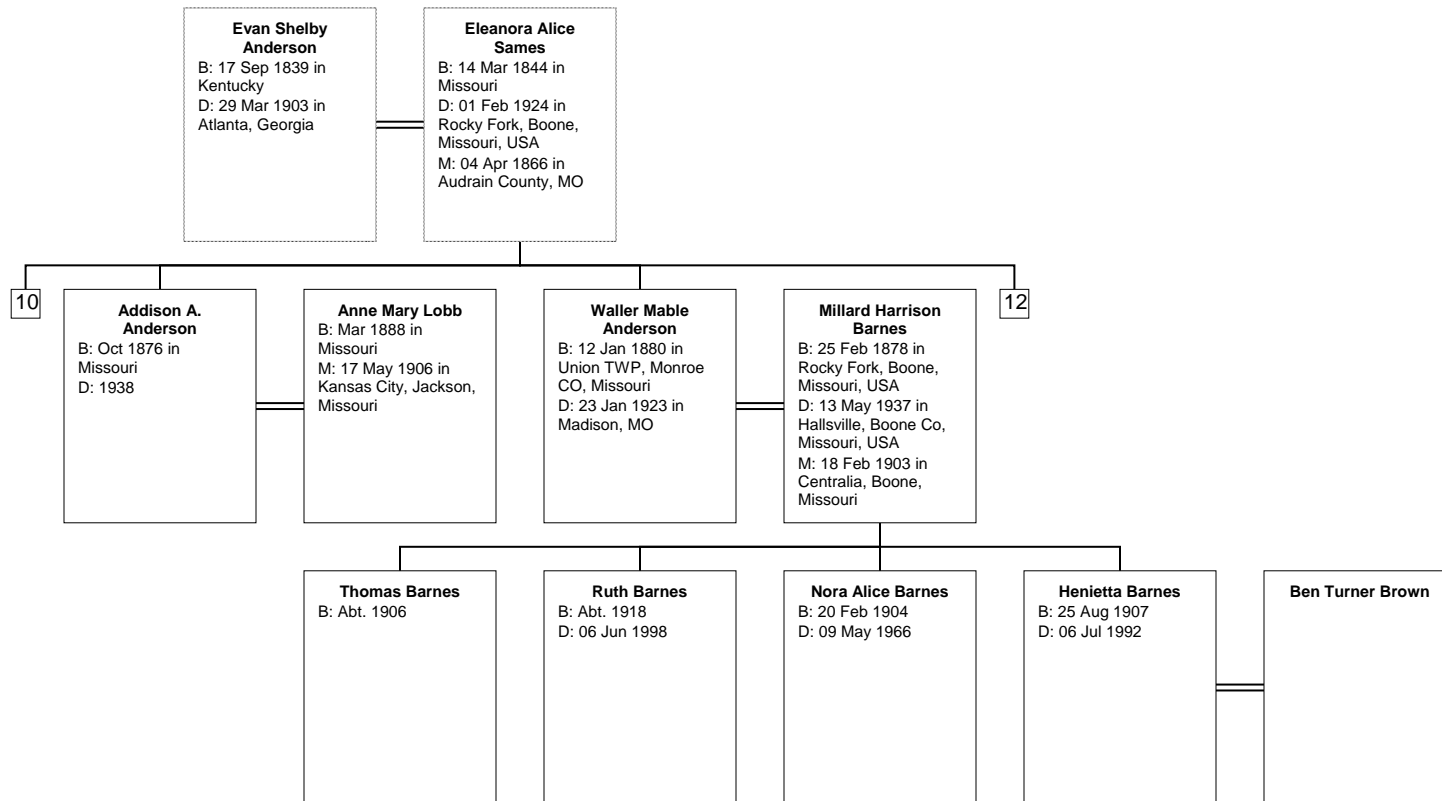 Evan Shelby
Anderson
B: 17 Sep 1839 in
Kentucky
D: 29 Mar 1903 in
Atlanta, Georgia
Eleanora Alice
Sames
B: 14 Mar 1844 in
Missouri
D: 01 Feb 1924 in
Rocky Fork, Boone,
Missouri, USA
M: 04 Apr 1866 in
Audrain County, MO
10
Addison A.
Anderson
B: Oct 1876 in
Missouri
D: 1938
Anne Mary Lobb
B: Mar 1888 in
Missouri
M: 17 May 1906 in
Kansas City, Jackson,
Missouri
Waller Mable
Anderson
B: 12 Jan 1880 in
Union TWP, Monroe
CO, Missouri
D: 23 Jan 1923 in
Madison, MO
Millard Harrison
Barnes
B: 25 Feb 1878 in
Rocky Fork, Boone,
Missouri, USA
D: 13 May 1937 in
Hallsville, Boone Co,
Missouri, USA
M: 18 Feb 1903 in
Centralia, Boone,
Missouri
12
Thomas Barnes
B: Abt. 1906
Ruth Barnes
B: Abt. 1918
D: 06 Jun 1998
Nora Alice Barnes
B: 20 Feb 1904
D: 09 May 1966
Henietta Barnes
B: 25 Aug 1907
D: 06 Jul 1992
Ben Turner Brown